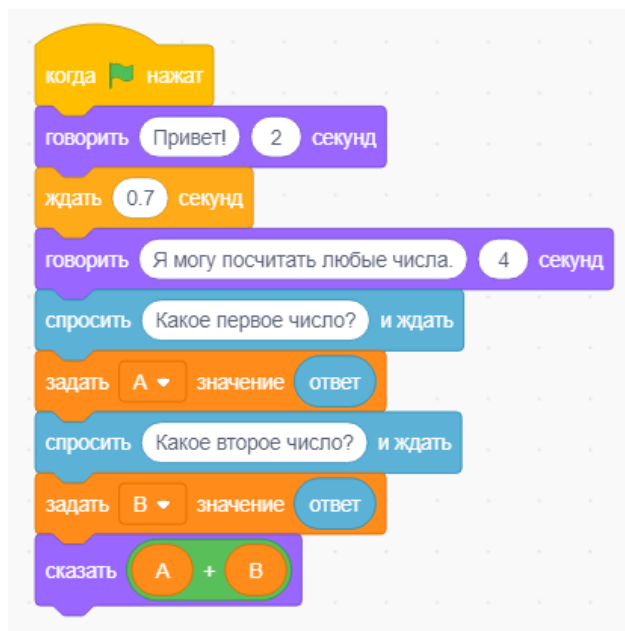 когда нажат
говорить Привет! 2 секунд
ждать 0.7 секунд
говорить Я могу посчитать любые числа. 4 секунд
спросить Какое первое число? и ждать
задать A значение ответ
спросить Какое второе число? и ждать
задать B значение ответ
сказать A + B